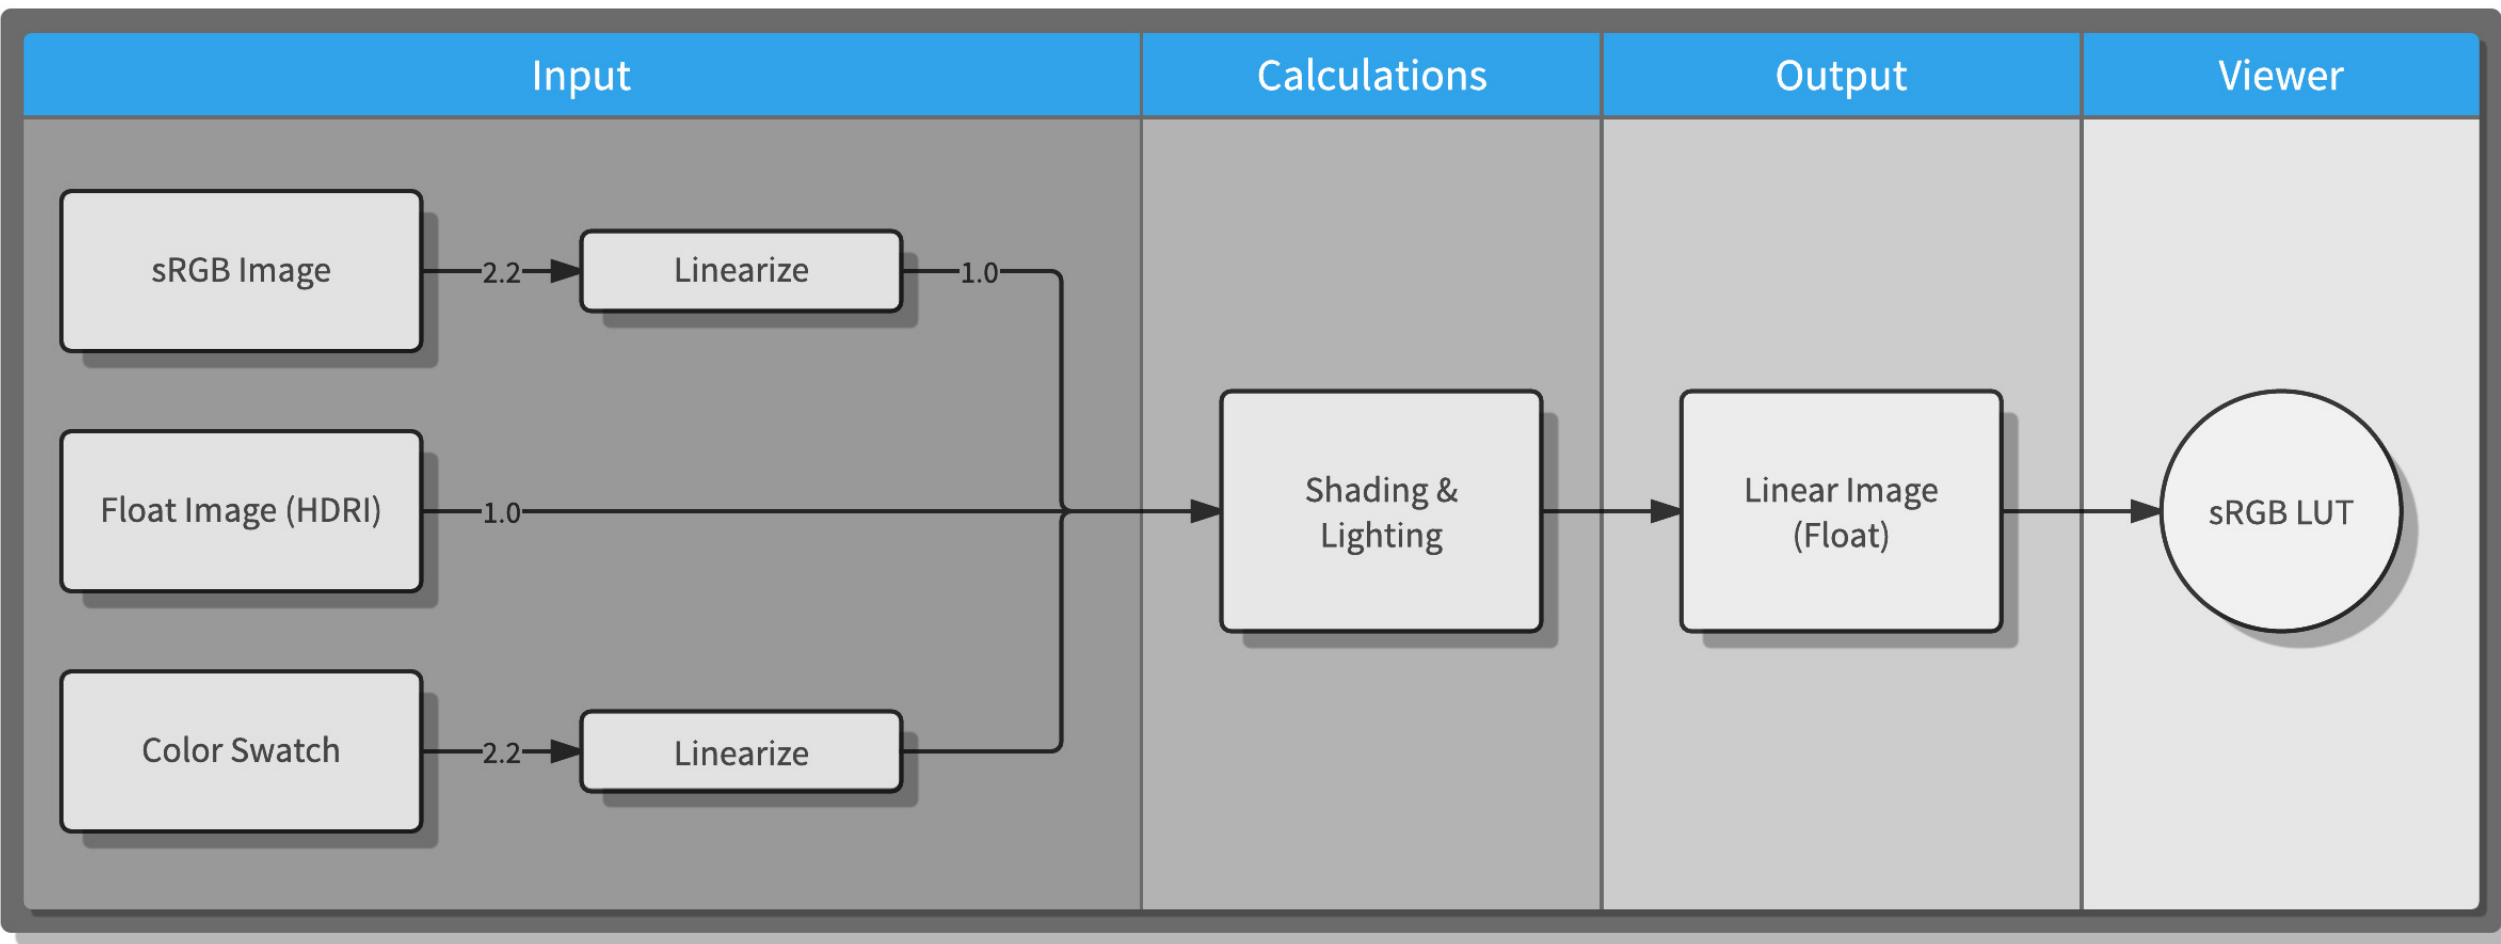 Input
Calculations
Output
Viewer
sRGB Image
2.2
Linearize
1.0
Float Image (HDRI)
1.0
Color Swatch
2.2
Linearize
Shading &
Lighting
Linear Image
(Float)
sRGB LUT